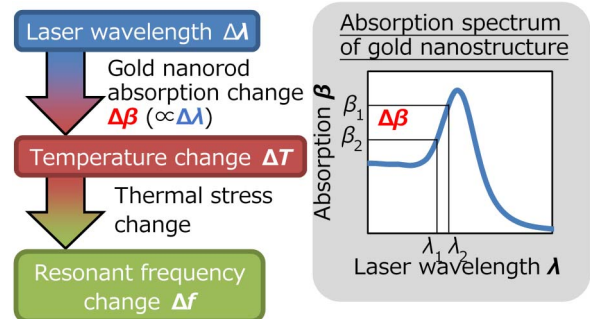 Laser wavelength Δλ
Gold nanorod
absorption change
Δβ (∝Δλ)
Temperature change ΔT
Thermal stress
change
Resonant frequency
change Δf
Absorption spectrum
of gold nanostructure
Absorption β
β1
Δβ
β2
λ1 λ2
Laser wavelength λ